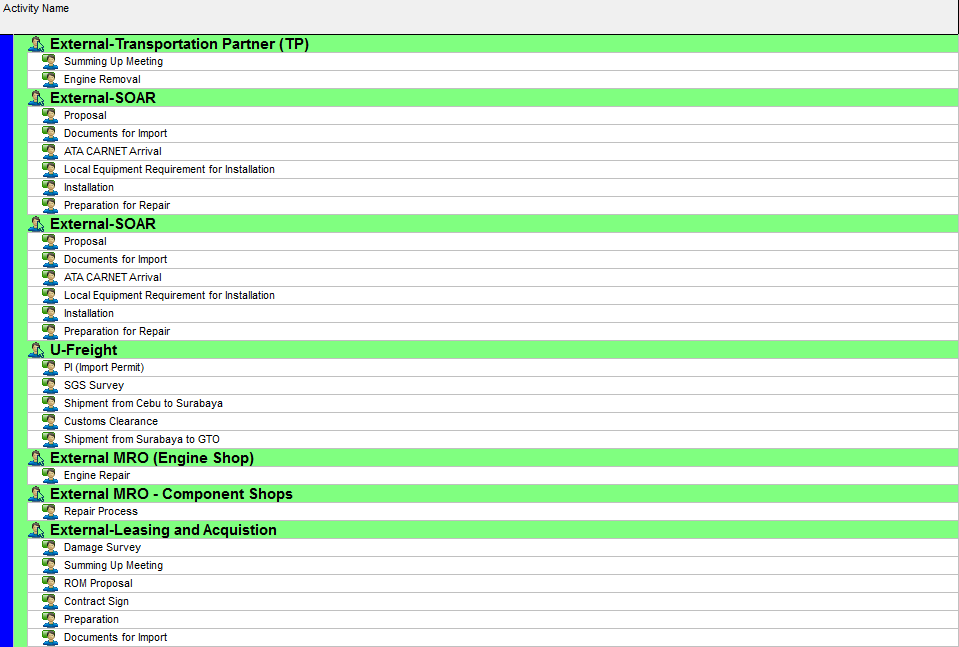 Activity Name
External-Transportation Partner (TP)
Summing Up Meeting
Engine Removal
External-SOAR
Proposal
Documents for Import
ATA CARNET Arrival
Local Equipment Requirement for Installation
Installation
Preparation for Repair
External-SOAR
Proposal
Documents for Import
ATA CARNET Arrival
Local Equipment Requirement for Installation
Installation
Preparation for Repair
U-Freight
PI (Import Permit)
SGS Survey
Shipment from Cebu to Surabaya
Customs Clearance
Shipment from Surabaya to GTO
External MRO (Engine Shop)
Engine Repair
External MRO - Component Shops
Repair Process
External-Leasing and Acquistion
Damage Survey
Summing Up Meeting
ROM Proposal
Contract Sign
Preparation
Documents for Import